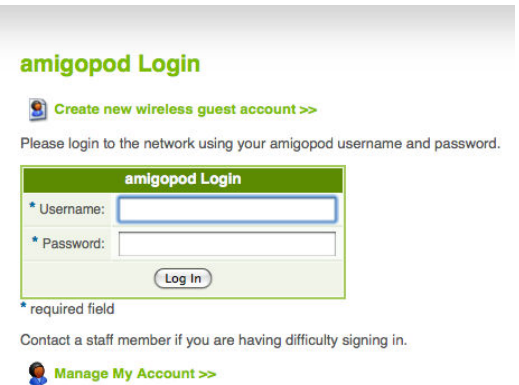 amigopod Login
Create new wireless guest account >>
Please login to the network using your amigopod username and password.
amigopod Login
* Username:
* Password:
Log In
* required field
Contact a staff member if you are having difficulty signing in.
Manage My Account >>